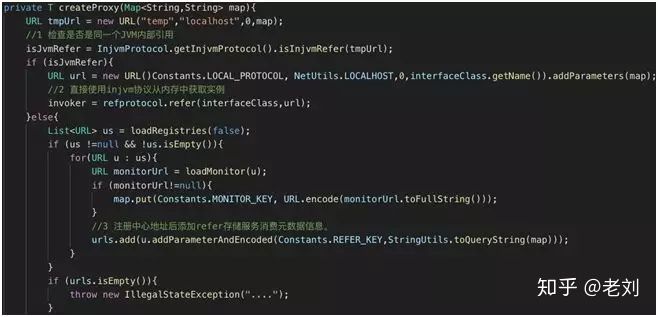 private T createProxy(Map<String,String> map){
URL tmpUrl = new URL("temp","localhost",0,map);
//1 检查是否是同一个JVM内部引用
isJvmRefer = InjvmProtocol.getInjvmProtocol().isInjvmRefer(tmpUrl);
if (isJvmRefer){
URL url = new URL()Constants.LOCAL_PROTOCOL, NetUtils.LOCALHOST,0,interfaceClass.getName()).addParameters(map);
//2 直接使用injvm协议从内存中获取实例
invoker = refprotocol.refer(interfaceClass,url);
}else{
List<URL> us = loadRegistries(false);
if (us !=null && !us.isEmpty()){
for(URL u : us){
URL monitorUrl = loadMonitor(u);
if (monitorUrl!=null){
map.put(Constants.MONITOR_KEY, URL.encode(monitorUrl.toFullString()));
}
//3 注册中心地址后添加refer存储服务消费元数据信息。
urls.add(u.addParameterAndEncoded(Constants.REFER_KEY,StringUtils.toQueryString(map)));
}
}
if (urls.isEmpty()){
throw new IllegalStateException("....");
}
知乎 @老刘